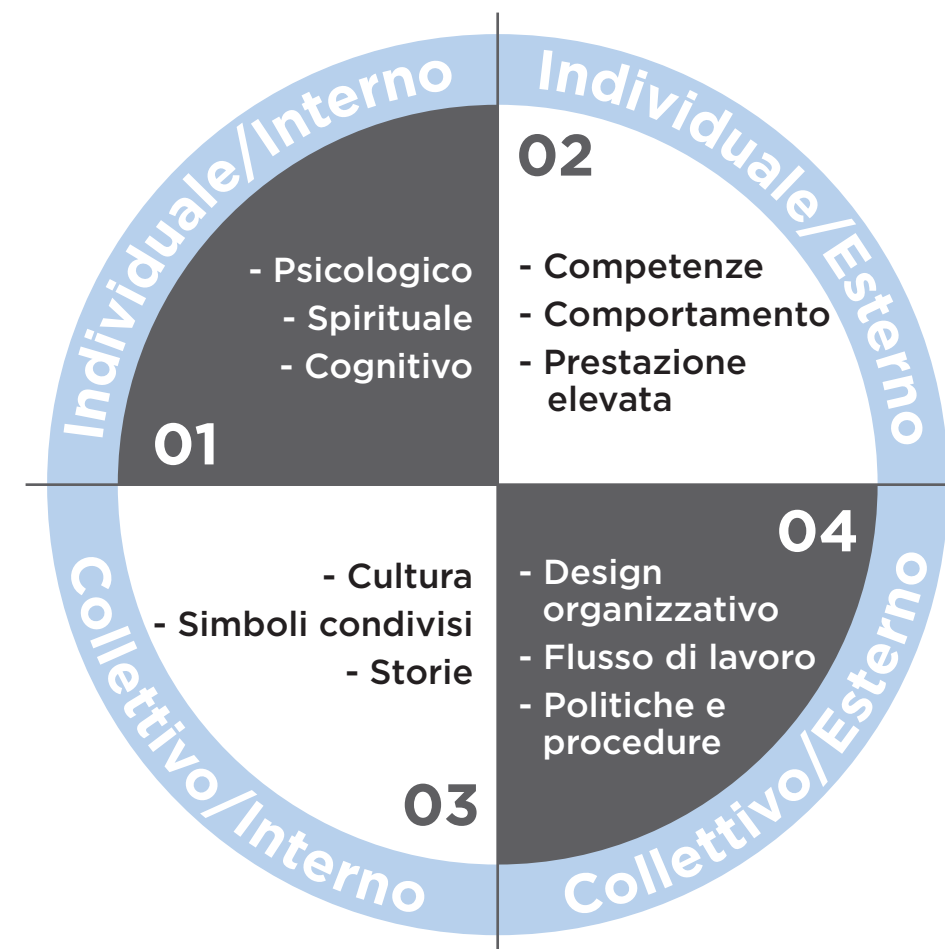 Individuale/Interno
- Psicologico
- Spirituale
- Cognitivo
01
Individuale/Esterno
02
- Competenze
- Comportamento
- Prestazione
elevata
Collettivo/Interno
- Cultura
- Simboli condivisi
- Storie
03
Collettivo/Esterno
04
- Design
organizzativo
- Flusso di lavoro
- Politiche e
procedure